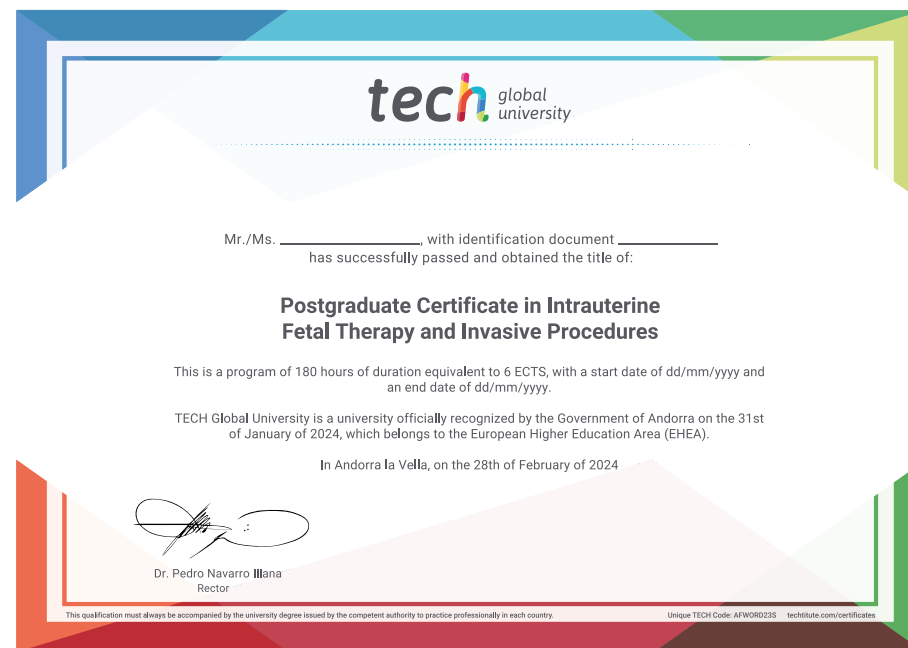 tech global university
Mr./Ms. ____________, with identification document ____________
has successfully passed and obtained the title of:
Postgraduate Certificate in Intrauterine
Fetal Therapy and Invasive Procedures
This is a program of 180 hours of duration equivalent to 6 ECTS, with a start date of dd/mm/yyyy and
an end date of dd/mm/yyyy.
TECH Global University is a university officially recognized by the Government of Andorra on the 31st
of January of 2024, which belongs to the European Higher Education Area (EHEA).
In Andorra la Vella, on the 28th of February of 2024
Dr. Pedro Navarro Illana
Rector
This qualification must always be accompanied by the university degree issued by the competent authority to practice professionally in each country. Unique TECH Code: AFWORD23S techtitute.com/certificates